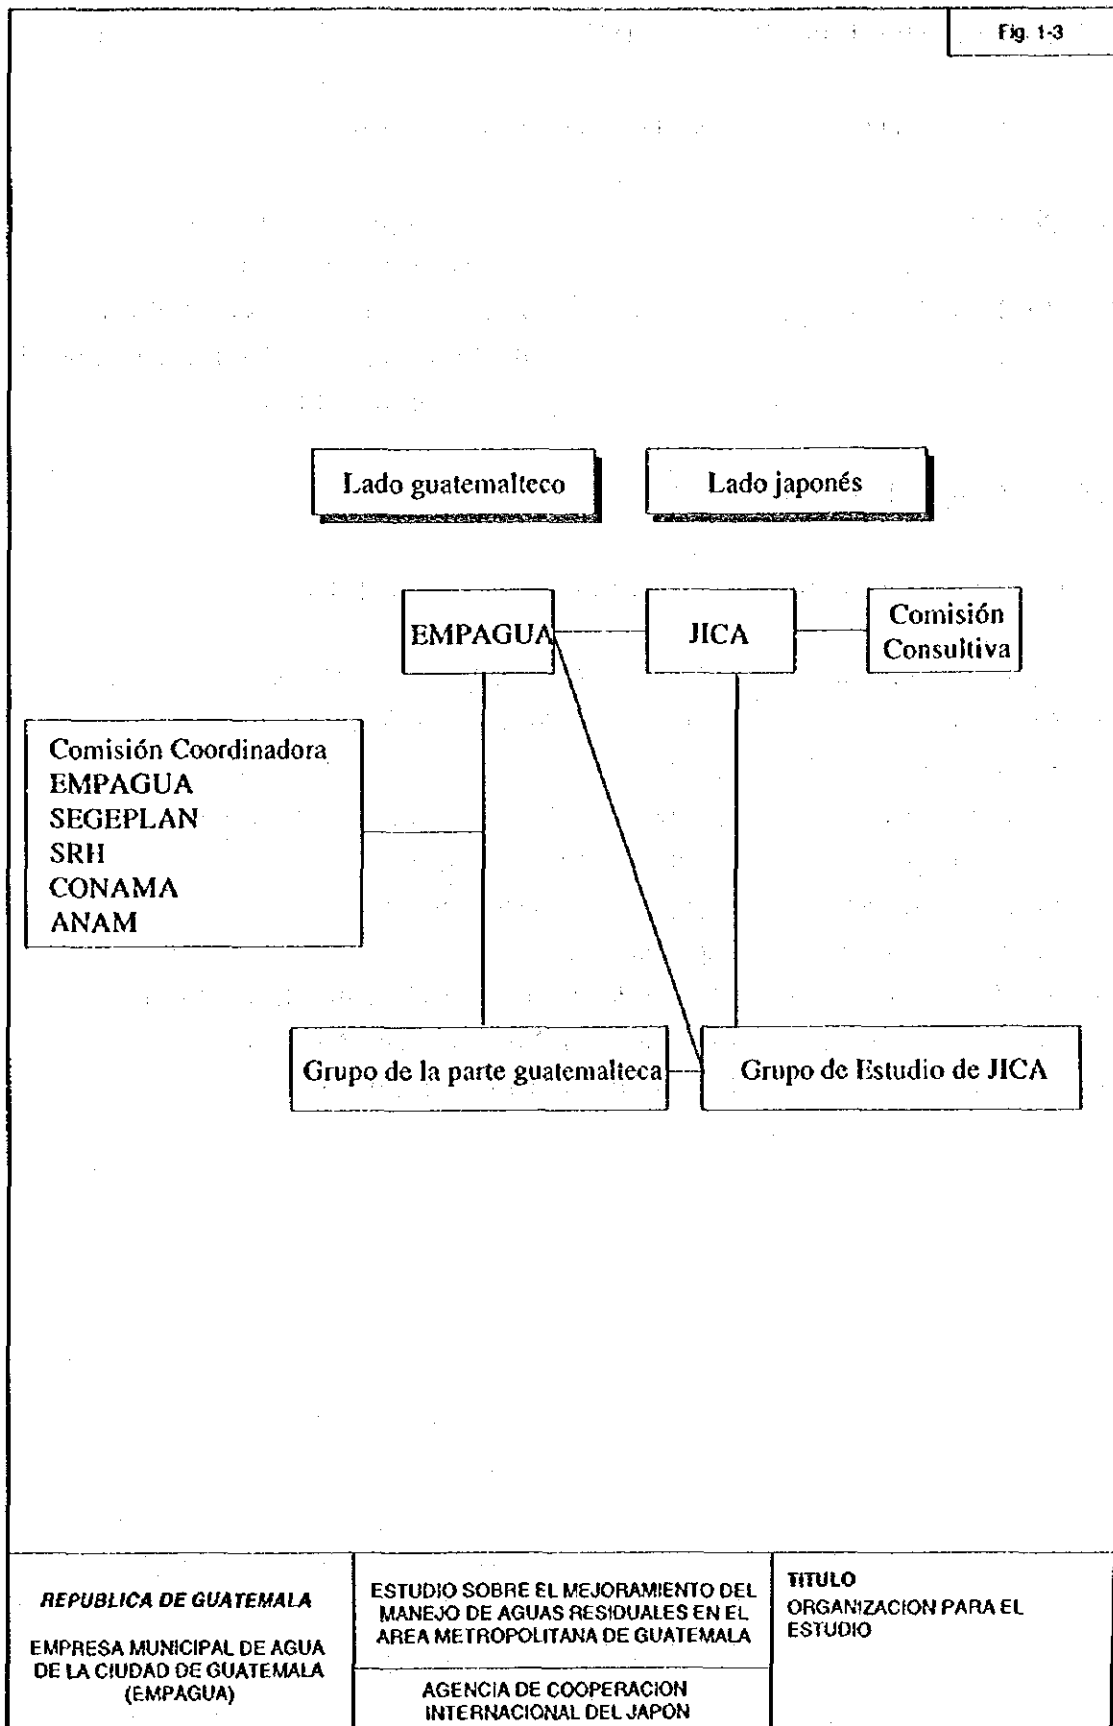 Fig. 1-3
Lado guatemalteco
Lado japonés
EMPAGUA
JICA
Comisión
Consultiva
Comisión Coordinadora
EMPAGUA
SEGEPLAN
SRH
CONAMA
ANAM
Grupo de la parte guatemalteca
Grupo de Estudio de JICA
REPUBLICA DE GUATEMALA
EMPRESA MUNICIPAL DE AGUA
DE LA CIUDAD DE GUATEMALA
(EMPAGUA)
ESTUDIO SOBRE EL MEJORAMIENTO DEL
MANEJO DE AGUAS RESIDUALES EN EL
AREA METROPOLITANA DE GUATEMALA
AGENCIA DE COOPERACION
INTERNACIONAL DEL JAPON
TITULO
ORGANIZACION PARA EL
ESTUDIO